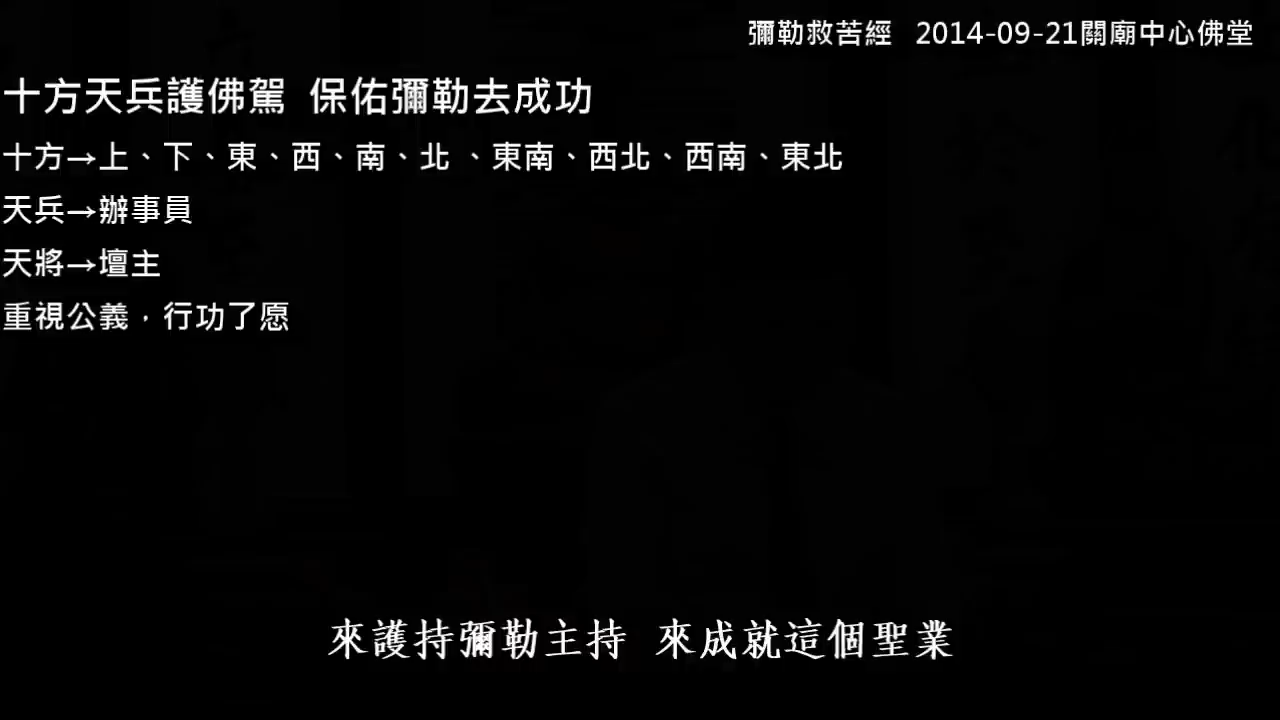 彌勒救苦經 2014-09-21關廟中心佛堂
十方天兵護佛駕 保佑彌勒去成功
十方→上、下、東、西、南、北 、東南、西北、西南、東北
天兵→辦事員
天將→壇主
重視公義，行功了愿
來護持彌勒主持 來成就這個聖業